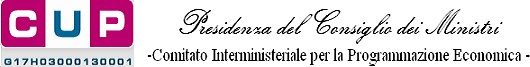 CUP
G17H03000130001
Presidenza del Consiglio dei Ministri
-Comitato Interministeriale per la Programmazione Economica -